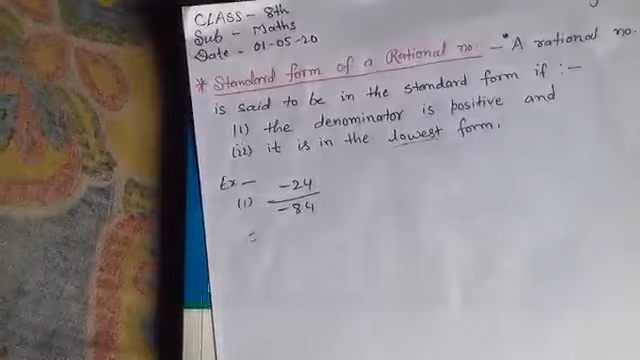 CLASS - 8th
Sub - Maths
Date - 01-05-20
* Standard form of a Rational no. - * A rational no.
is said to be in the standard form if :-
(i) the denominator is positive and
(ii) it is in the lowest form.
Ex -
(i) -24
-84
=